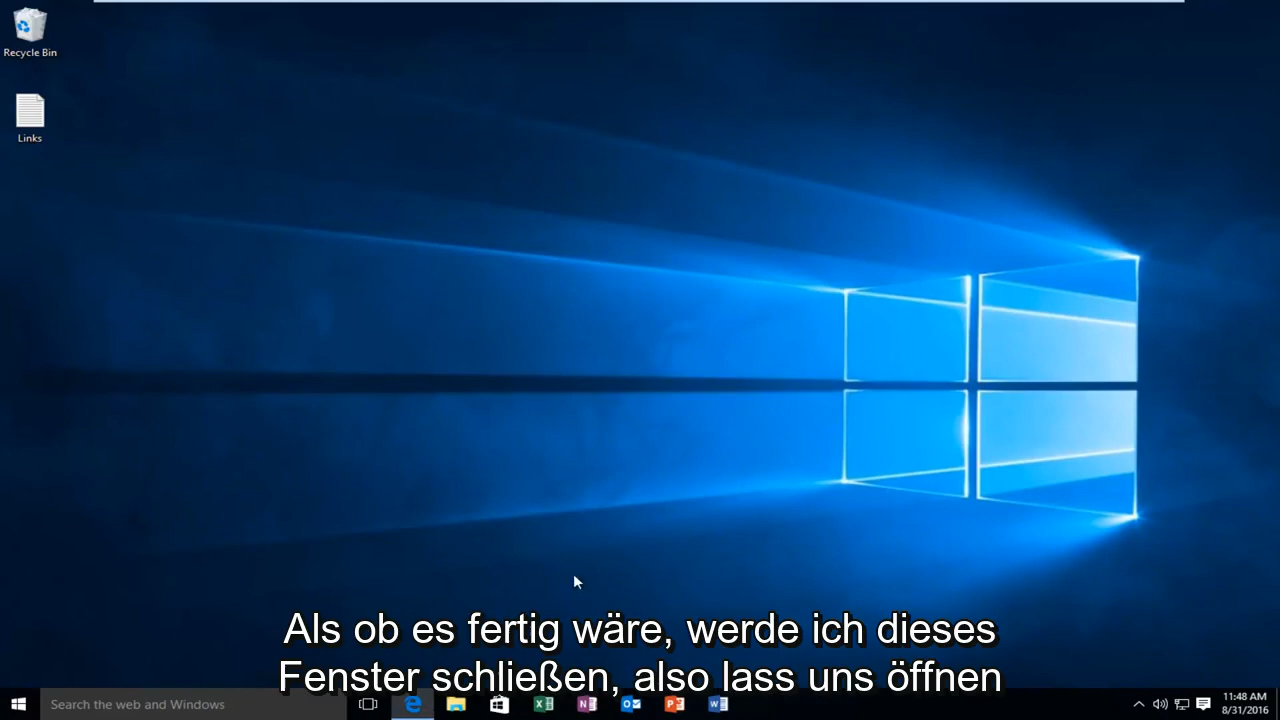 Recycle Bin
Links
Als ob es fertig wäre, werde ich dieses
Fenster schließen, also lass uns öffnen
Search the web and Windows
11:48 AM
8/31/2016